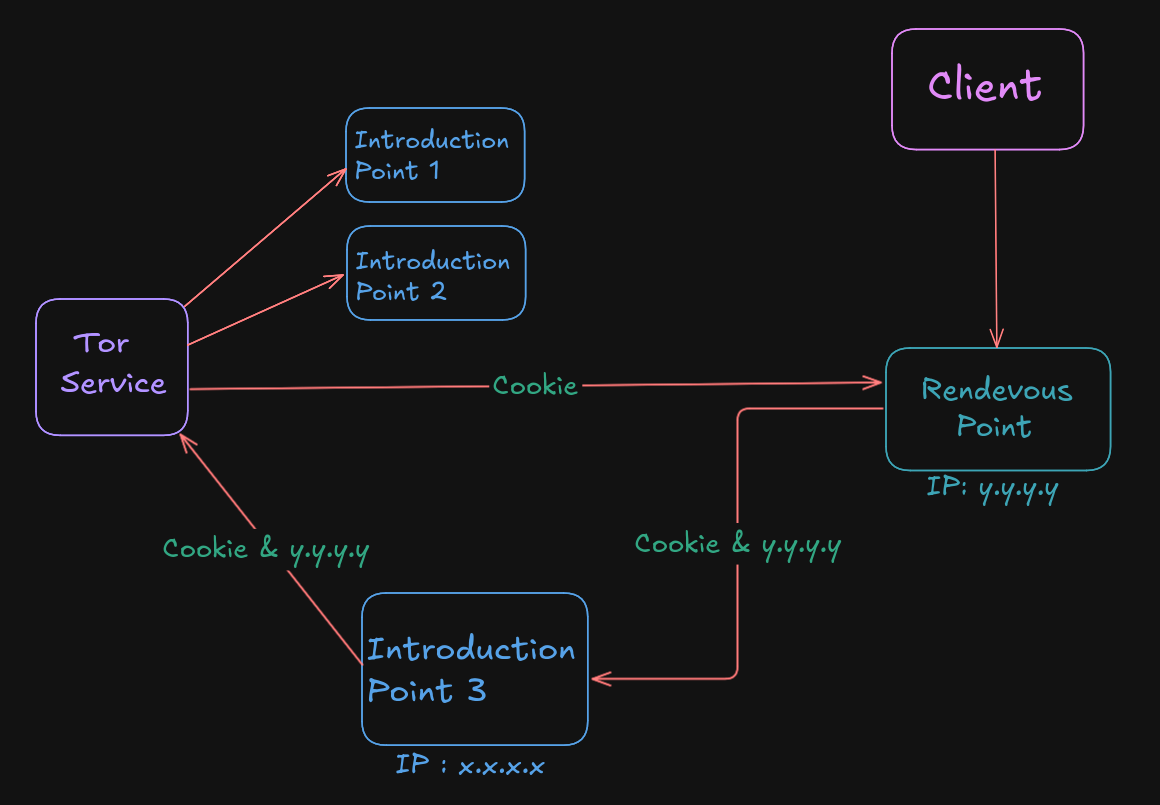 Client
Introduction
Point 1
Introduction
Point 2
Tor
Service
Cookie
Rendevous
Point
IP: y.y.y.y
Cookie & y.y.y.y
Cookie & y.y.y.y
Introduction
Point 3
IP : x.x.x.x